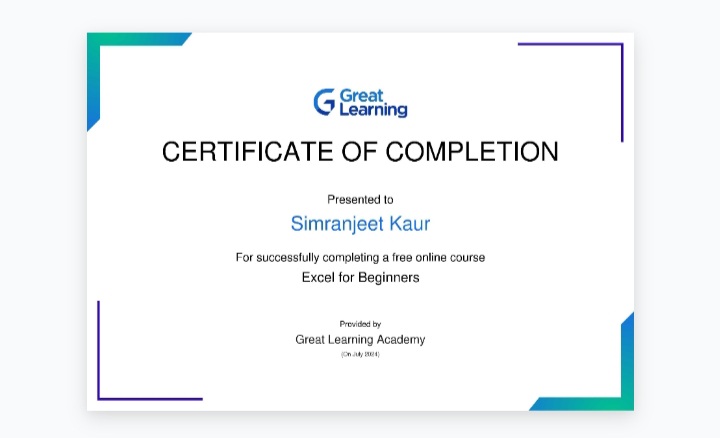 Great
Learning
CERTIFICATE OF COMPLETION
Presented to
Simranjeet Kaur
For successfully completing a free online course
Excel for Beginners
Provided by
Great Learning Academy
(On July 2024)